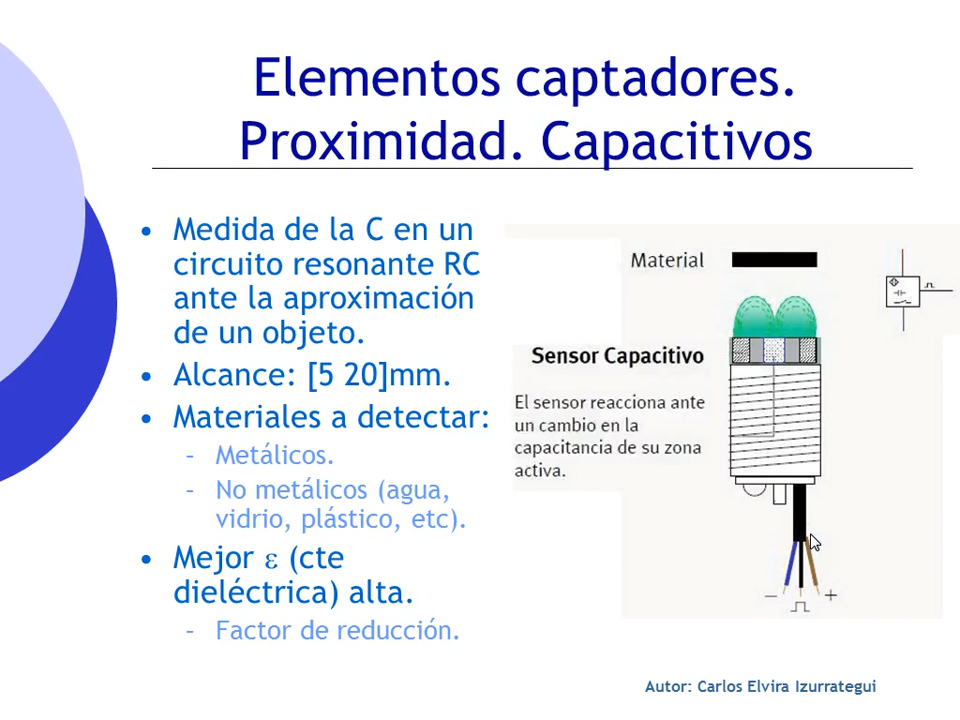 Elementos captadores.
Proximidad. Capacitivos
• Medida de la C en un
circuito resonante RC
ante la aproximación
de un objeto.
• Alcance: [5 20]mm.
• Materiales a detectar:
– Metálicos.
– No metálicos (agua,
vidrio, plástico, etc).
• Mejor ε (cte
dieléctrica) alta.
– Factor de reducción.
Material
Sensor Capacitivo
El sensor reacciona ante
un cambio en la
capacitancia de su zona
activa.
– +
Autor: Carlos Elvira Izurrategui